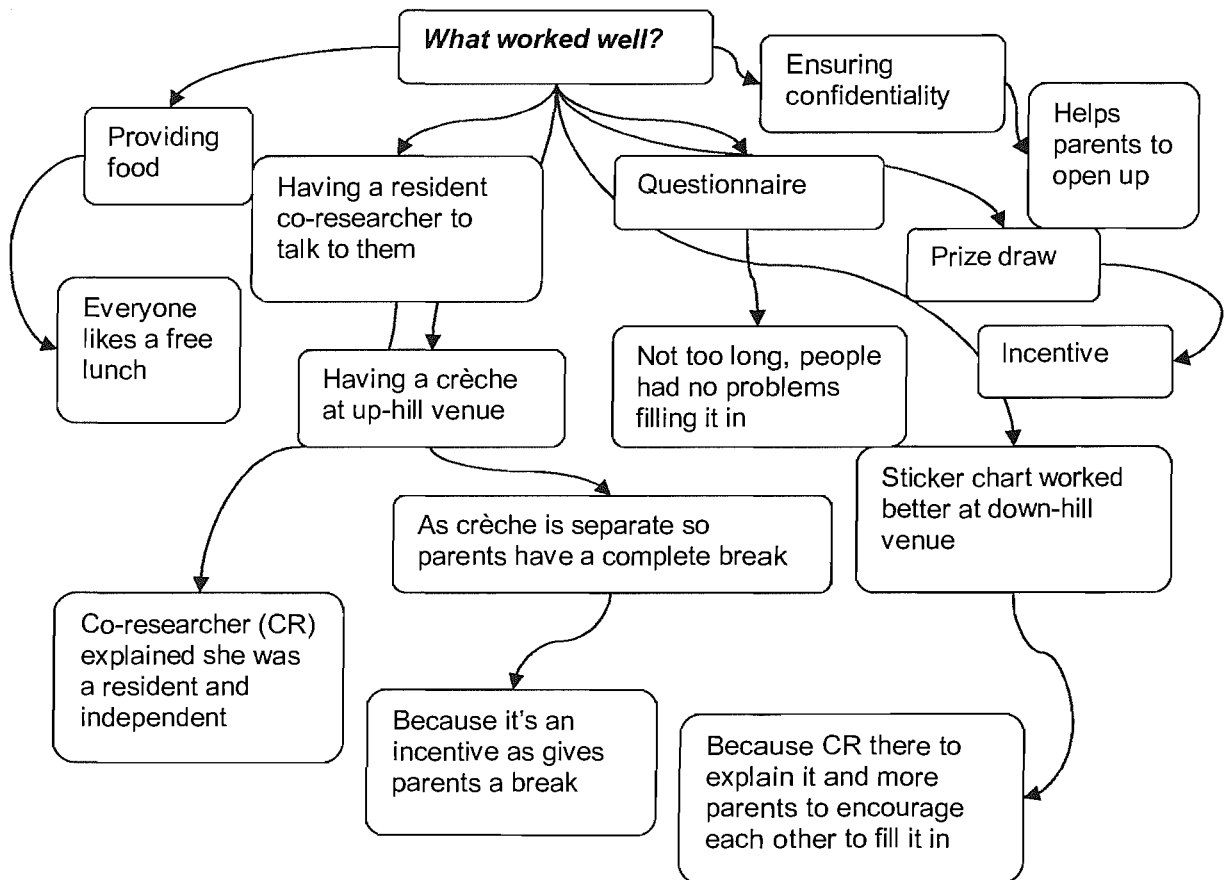 What worked well?
Ensuring
confidentiality
Helps
parents to
open up
Providing
food
Having a resident
co-researcher to
talk to them
Questionnaire
Prize draw
Everyone
likes a free
lunch
Having a crèche
at up-hill venue
Not too long, people
had no problems
filling it in
Incentive
Sticker chart worked
better at down-hill
venue
As crèche is separate so
parents have a complete break
Co-researcher (CR)
explained she was
a resident and
independent
Because it's an
incentive as gives
parents a break
Because CR there to
explain it and more
parents to encourage
each other to fill it in